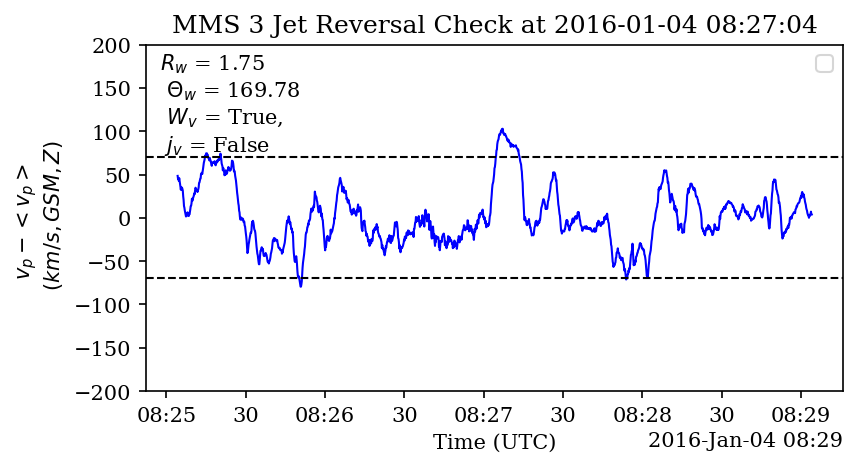 MMS 3 Jet Reversal Check at 2016-01-04 08:27:04
v_p − < v_p >
(km/s, GSM, Z)
200
150
100
50
0
−50
−100
−150
−200
R_w = 1.75
Θ_w = 169.78
W_v = True,
j_v = False
08:25 30 08:26 30 08:27 30 08:28 30 08:29
Time (UTC)
2016-Jan-04 08:29